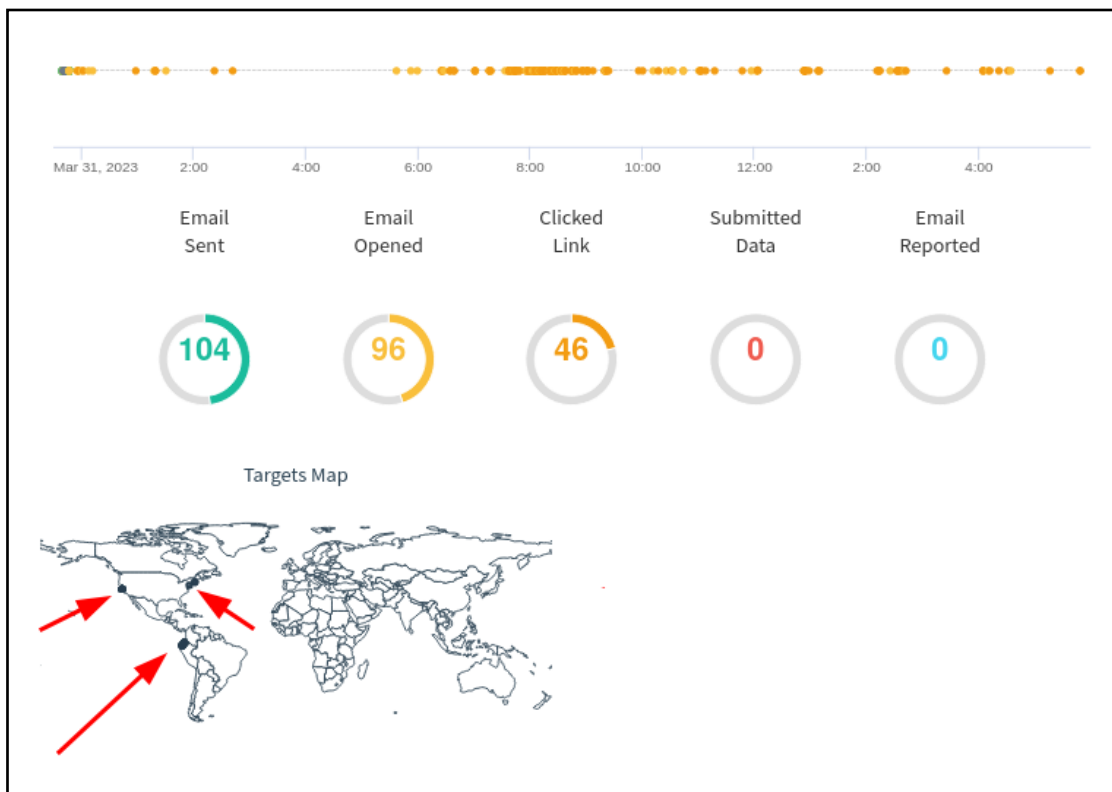 Mar 31, 2023 2:00 4:00 6:00 8:00 10:00 12:00 2:00 4:00
Email Sent
Email Opened
Clicked Link
Submitted Data
Email Reported
104 96 46 0 0
Targets Map